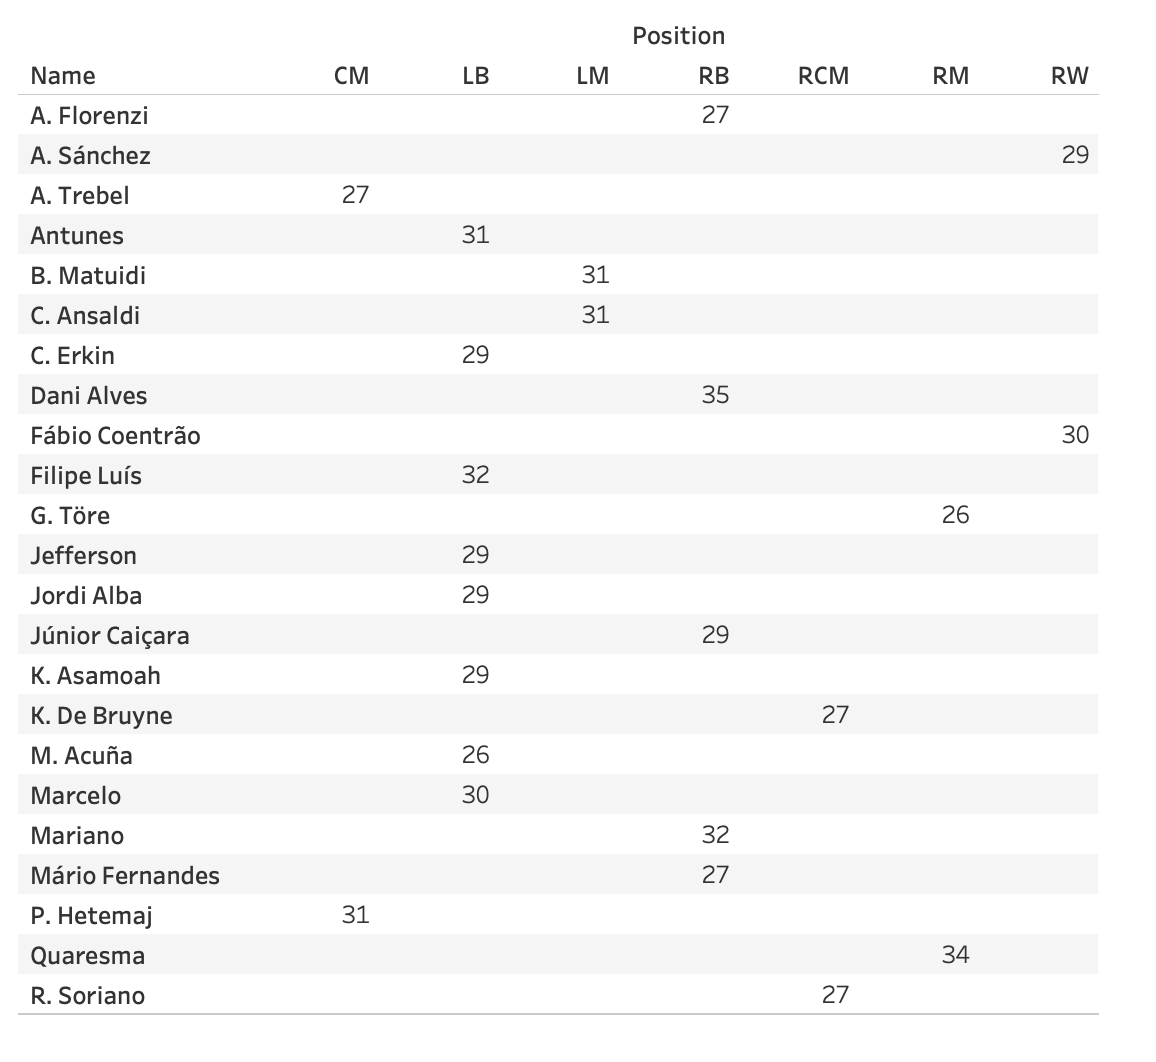 Position
Name CM LB LM RB RCM RM RW
A. Florenzi 27
A. Sánchez 29
A. Trebel 27
Antunes 31
B. Matuidi 31
C. Ansaldi 31
C. Erkin 29
Dani Alves 35
Fábio Coentrão 30
Filipe Luís 32
G. Töre 26
Jefferson 29
Jordi Alba 29
Júnior Caiçara 29
K. Asamoah 29
K. De Bruyne 27
M. Acuña 26
Marcelo 30
Mariano 32
Mário Fernandes 27
P. Hetemaj 31
Quaresma 34
R. Soriano 27